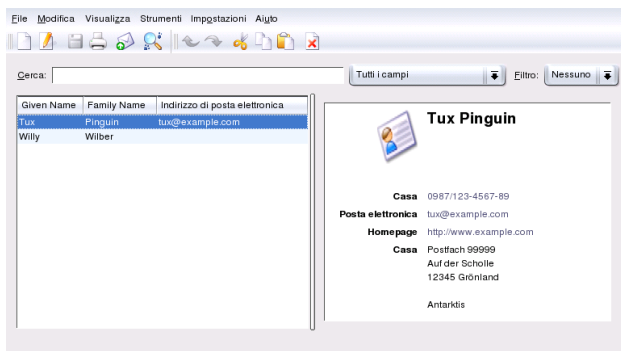 File Modifica Visualizza Strumenti Impostazioni Aiuto
Cerca: Tutti i campi Filtro: Nessuno
Given Name Family Name Indirizzo di posta elettronica
Tux Pinguin tux@example.com
Willy Wilber
Tux Pinguin
Casa 0987/123-4567-89
Posta elettronica tux@example.com
Homepage http://www.example.com
Casa Postfach 99999
Auf der Scholle
12345 Grönland
Antarktis